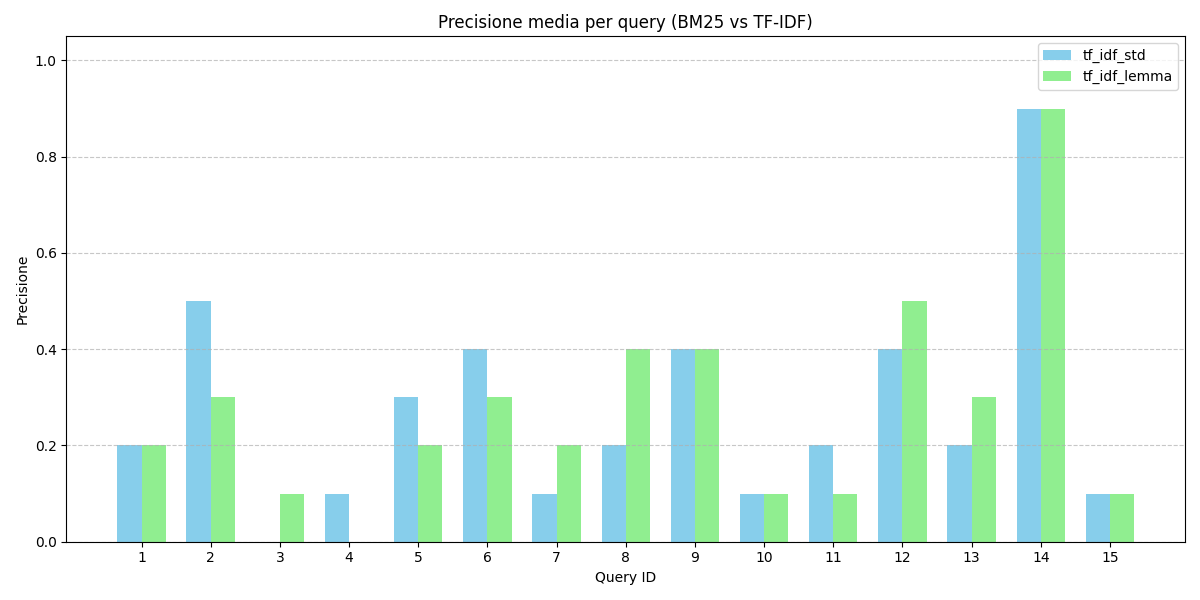 Precisione media per query (BM25 vs TF-IDF)
tf_idf_std
tf_idf_lemma
Precisione
1.0
0.8
0.6
0.4
0.2
0.0
1 2 3 4 5 6 7 8 9 10 11 12 13 14 15
Query ID